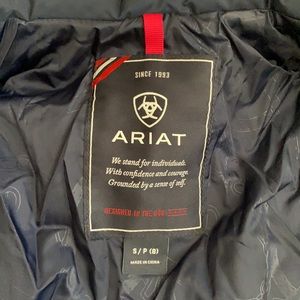 SINCE 1993
ARIAT
We stand for individuals.
With confidence and courage.
Grounded by a sense of self.
DESIGNED IN THE USA
S / P (8)
MADE IN CHINA